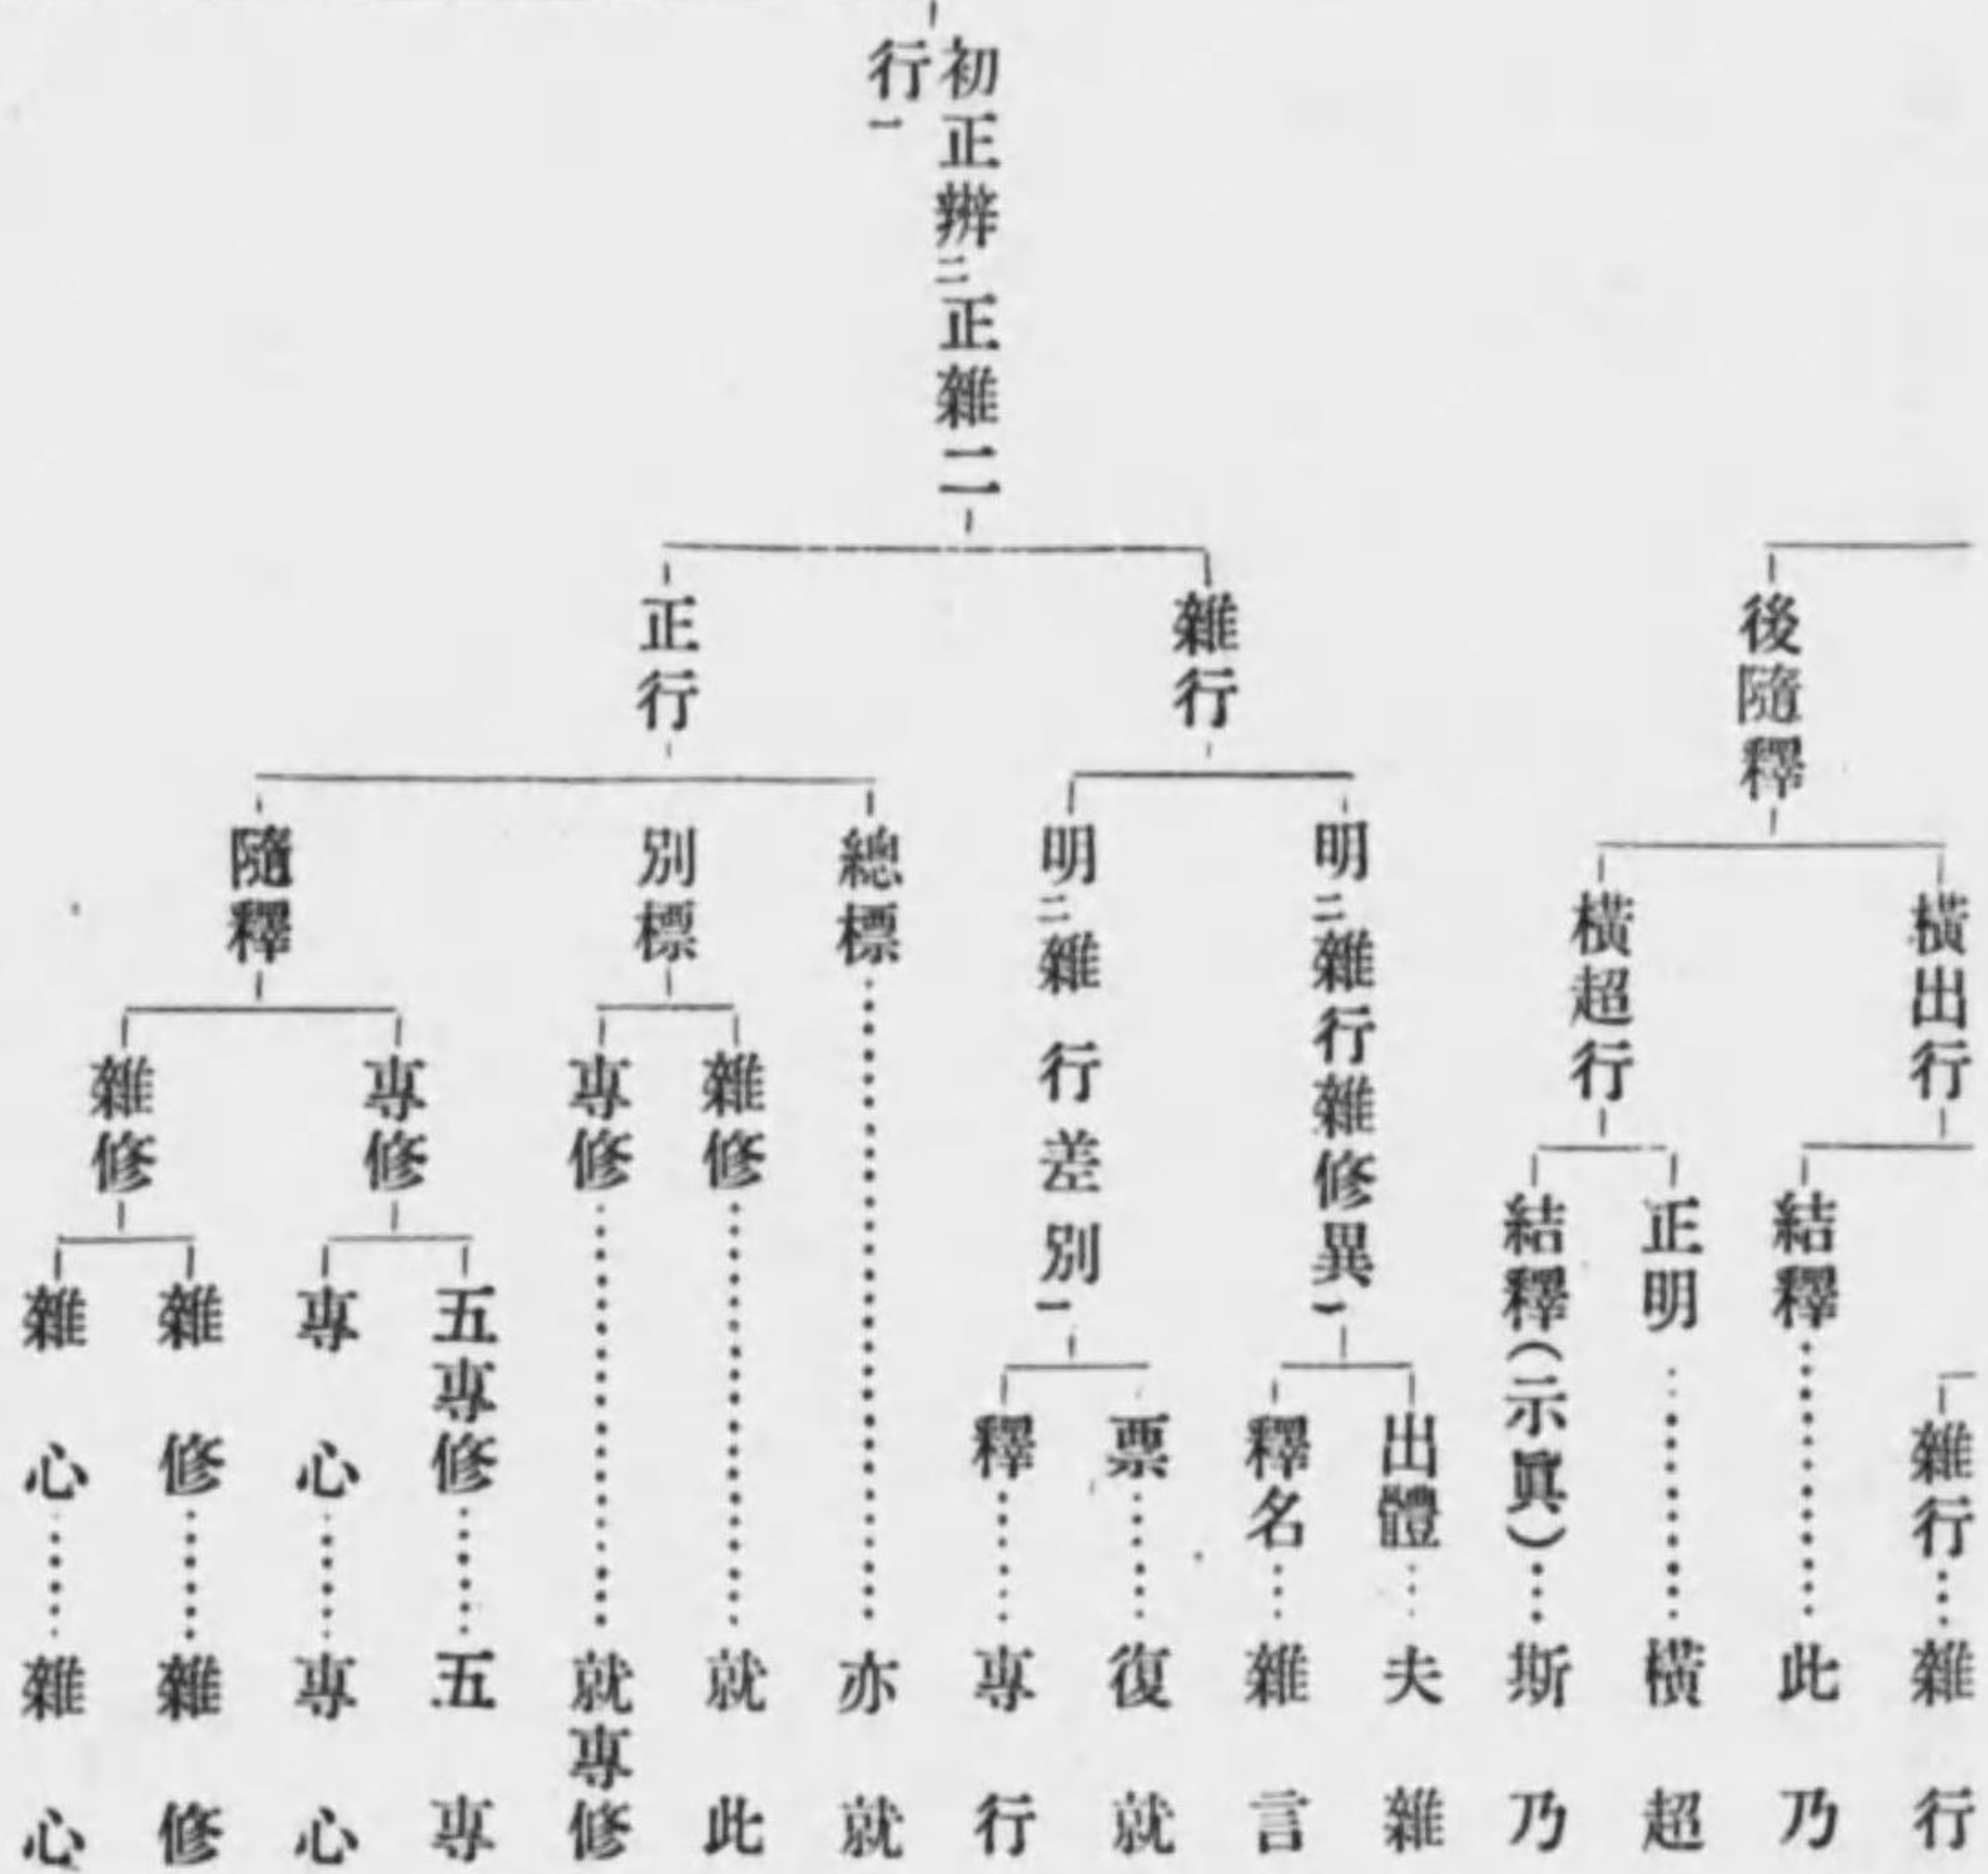 後隨釋
橫出行
雜行……雜行
結釋……此乃
橫超行
正明……橫超
結釋(示眞)……斯乃
初正辨二正雜二行一
雜行
明二雜行雜修異一
出體…夫雜
釋名…雜言
明二雜行差別一
票……復就
釋……專行
正行
總標……亦就
別標
雜修……就此
專修……就專修
隨釋
專修
五專修……五專
專心……專心
雜修
雜修……雜修
雜心……雜心